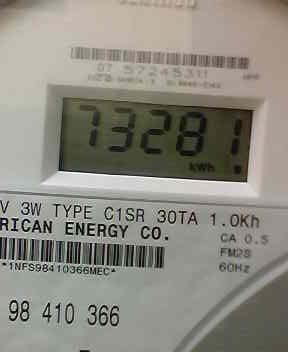 07 57245311
73281
kWh
V 3W TYPE C1SR 30TA 1.0Kh
RICAN ENERGY CO.
CA 0.5
FM2S
60Hz
*1NFS98410366MEC*
98 410 366